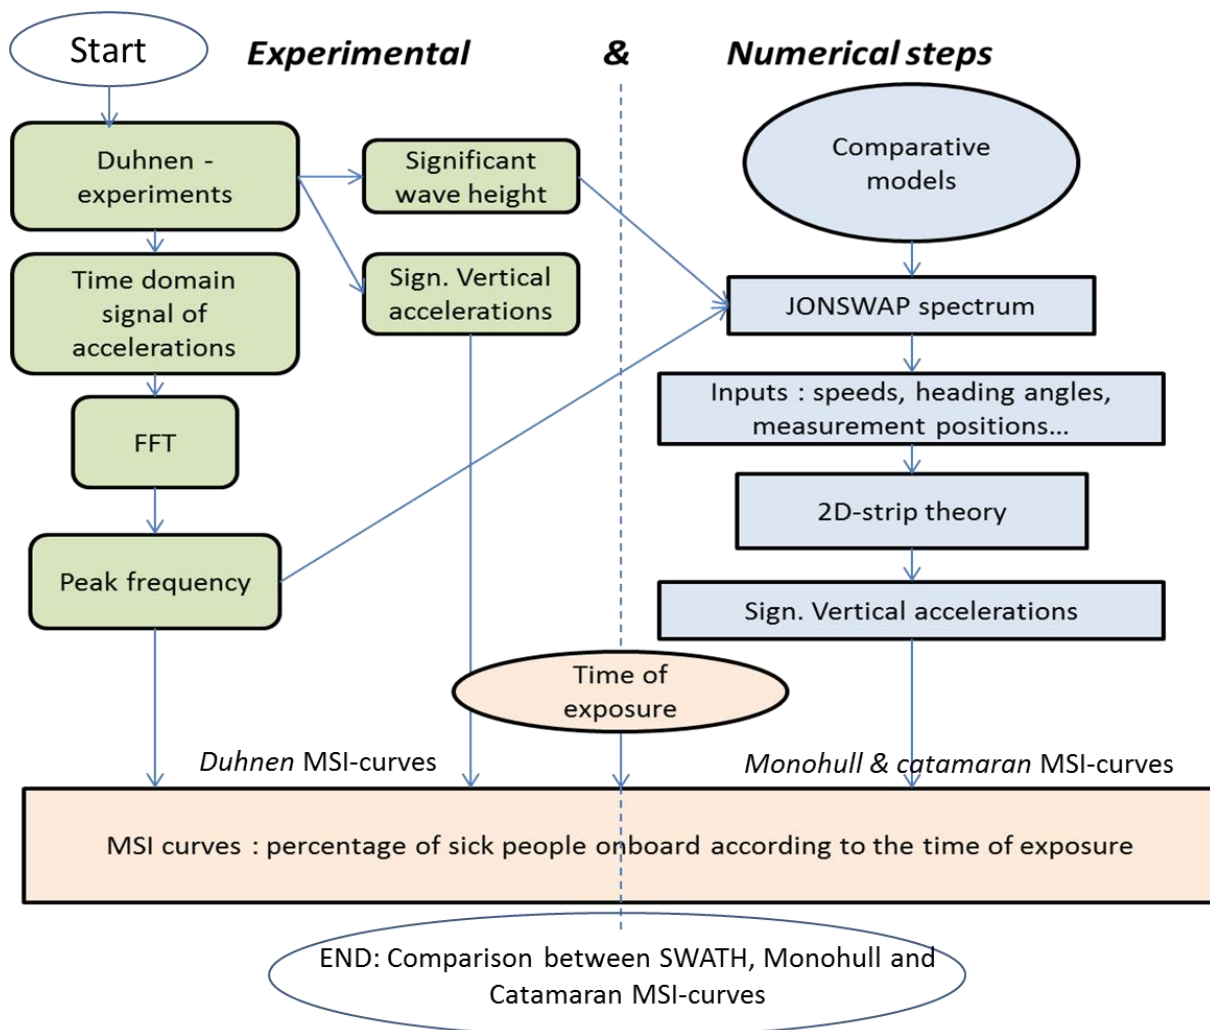 Start
Experimental & Numerical steps
Duhnen -
experiments
Significant
wave height
Comparative
models
Time domain
signal of
accelerations
Sign. Vertical
accelerations
JONSWAP spectrum
Inputs : speeds, heading angles,
measurement positions...
FFT
2D-strip theory
Peak frequency
Sign. Vertical accelerations
Time of
exposure
Duhnen MSI-curves
Monohull & catamaran MSI-curves
MSI curves : percentage of sick people onboard according to the time of exposure
END: Comparison between SWATH, Monohull and
Catamaran MSI-curves